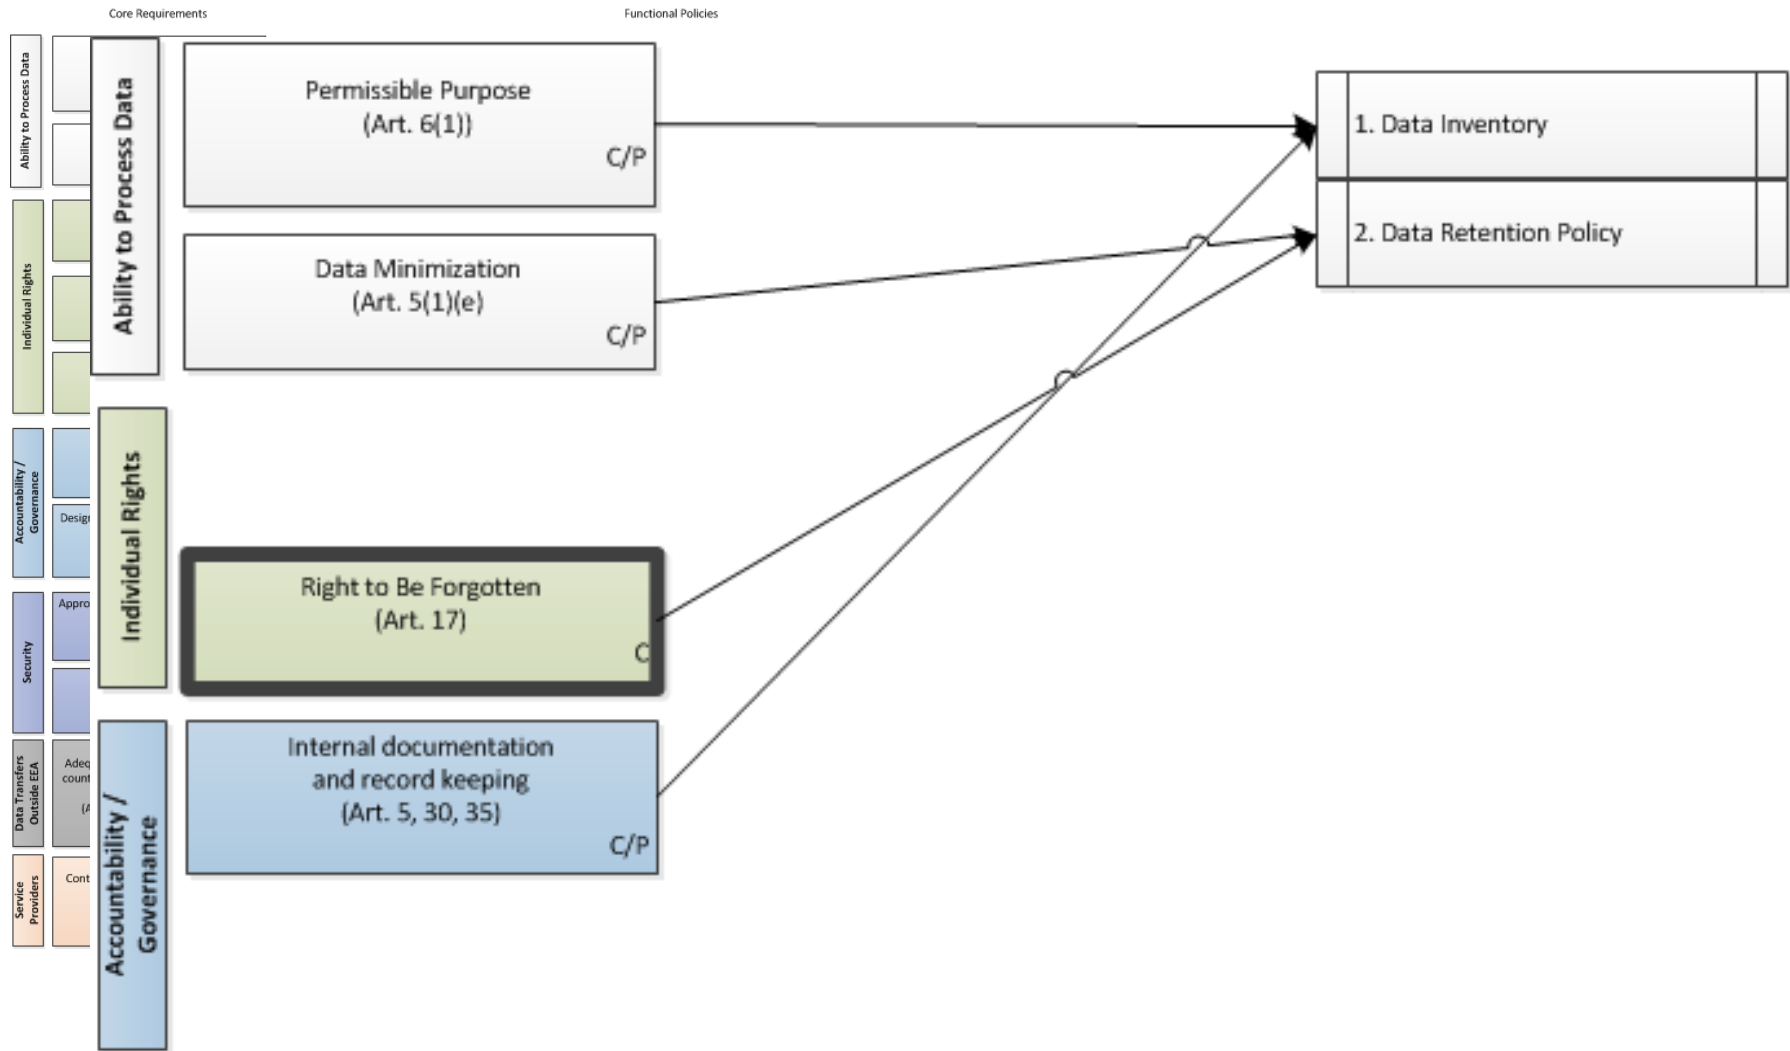 Core Requirements
Functional Policies
Ability to Process Data
Individual Rights
Accountability /
Governance
Security
Data Transfers
Outside EEA
Service
Providers
Ability to Process Data
Permissible Purpose
(Art. 6(1))
C/P
Data Minimization
(Art. 5(1)(e)
C/P
Individual Rights
Right to Be Forgotten
(Art. 17)
C
Accountability /
Governance
Internal documentation
and record keeping
(Art. 5, 30, 35)
C/P
1. Data Inventory
2. Data Retention Policy